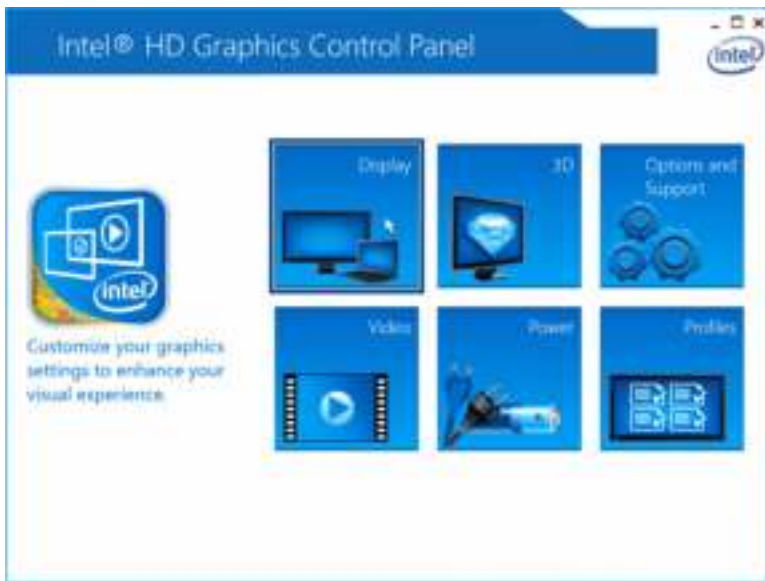 Intel® HD Graphics Control Panel
intel
Display
3D
Options and
Support
intel
Customize your graphics
settings to enhance your
visual experience.
Video
Power
Profiles